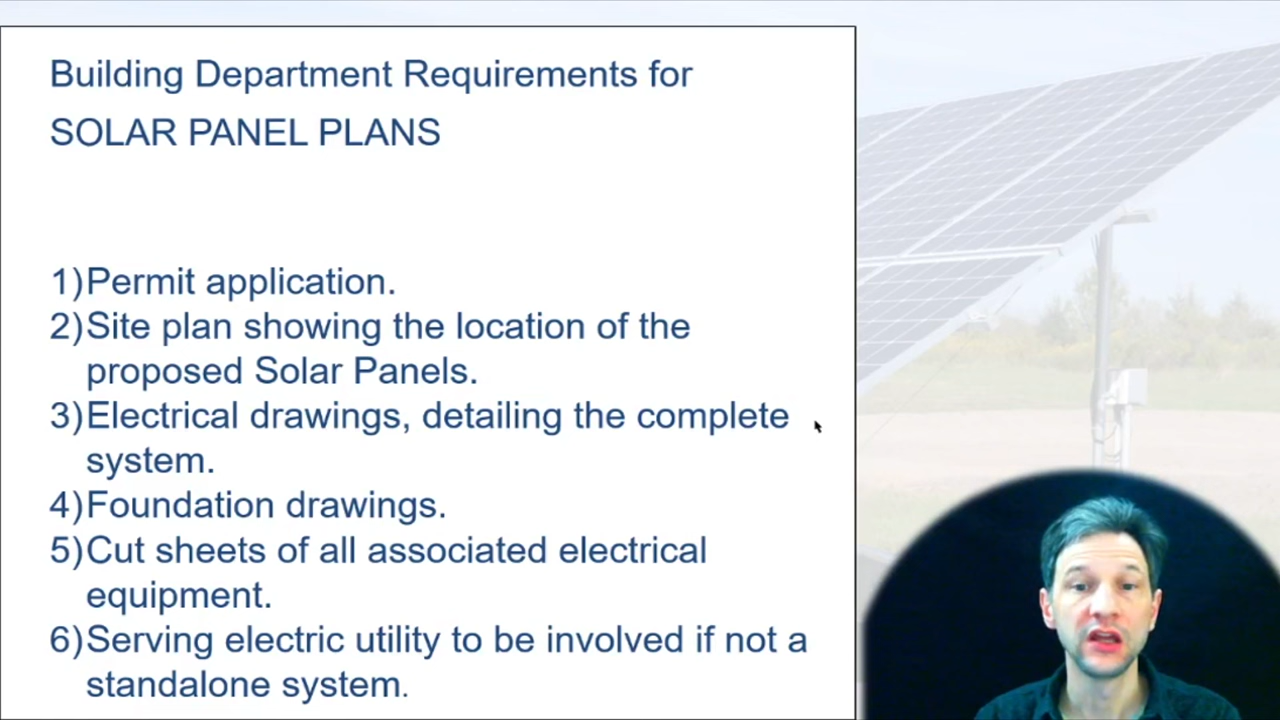 Building Department Requirements for
SOLAR PANEL PLANS
1)Permit application.
2)Site plan showing the location of the
proposed Solar Panels.
3)Electrical drawings, detailing the complete
system.
4)Foundation drawings.
5)Cut sheets of all associated electrical
equipment.
6)Serving electric utility to be involved if not a
standalone system.